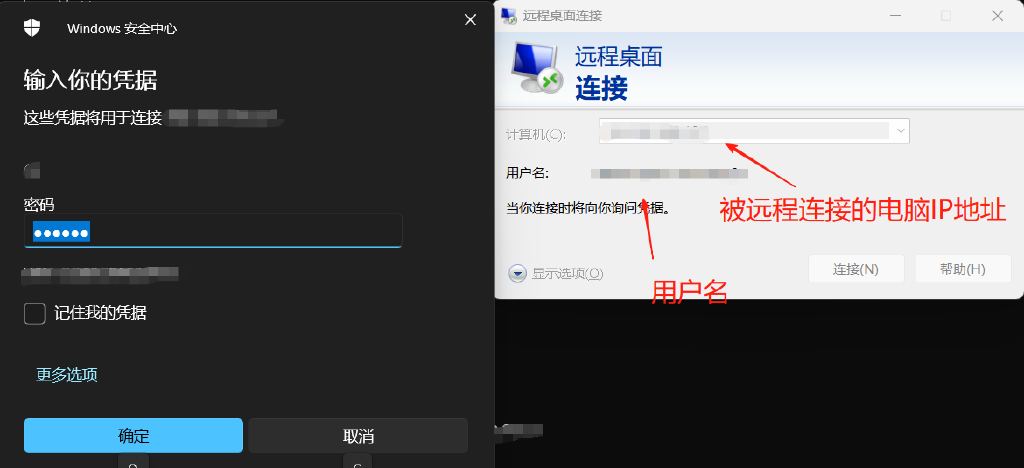 Windows 安全中心
输入你的凭据
这些凭据将用于连接
密码
记住我的凭据
更多选项
确定
取消
远程桌面连接
远程桌面
连接
计算机(C):
用户名:
当你连接时将向你询问凭据。
被远程连接的电脑IP地址
显示选项(O)
连接(N)
帮助(H)
用户名